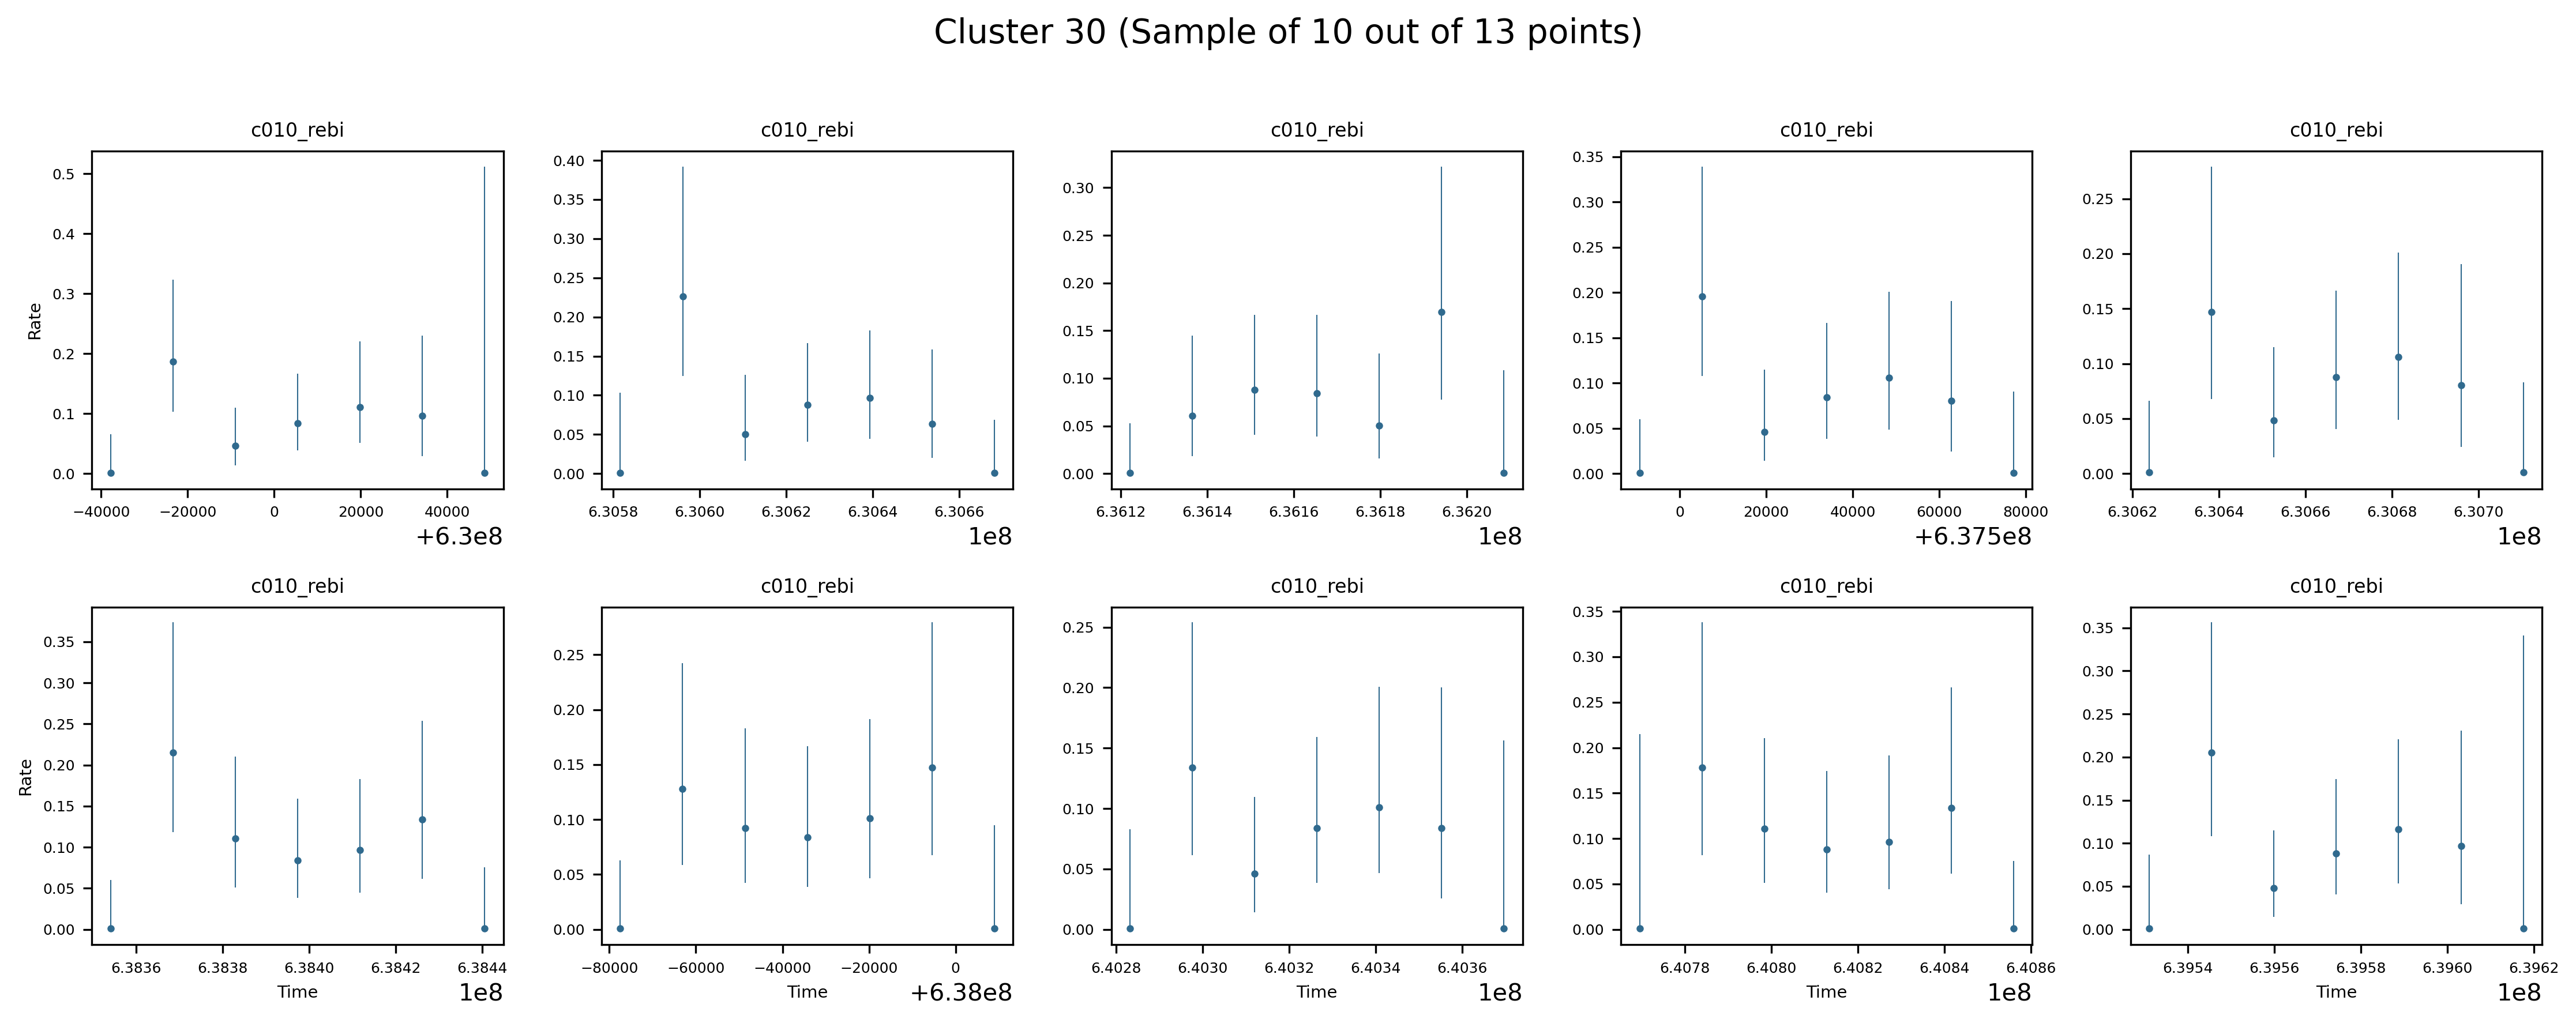 Cluster 30 (Sample of 10 out of 13 points)
c010_rebi c010_rebi c010_rebi c010_rebi c010_rebi
Rate
0.5
0.4
0.3
0.2
0.1
0.0
−40000 −20000 0 20000 40000
+6.3e8
0.40
0.35
0.30
0.25
0.20
0.15
0.10
0.05
0.00
6.3058 6.3060 6.3062 6.3064 6.3066
1e8
0.30
0.25
0.20
0.15
0.10
0.05
0.00
6.3612 6.3614 6.3616 6.3618 6.3620
1e8
0.35
0.30
0.25
0.20
0.15
0.10
0.05
0.00
0 20000 40000 60000 80000
+6.375e8
0.25
0.20
0.15
0.10
0.05
0.00
6.3062 6.3064 6.3066 6.3068 6.3070
1e8
c010_rebi c010_rebi c010_rebi c010_rebi c010_rebi
Rate
0.35
0.30
0.25
0.20
0.15
0.10
0.05
0.00
6.3836 6.3838 6.3840 6.3842 6.3844
Time 1e8
0.25
0.20
0.15
0.10
0.05
0.00
−80000 −60000 −40000 −20000 0
Time +6.38e8
0.25
0.20
0.15
0.10
0.05
0.00
6.4028 6.4030 6.4032 6.4034 6.4036
Time 1e8
0.35
0.30
0.25
0.20
0.15
0.10
0.05
0.00
6.4078 6.4080 6.4082 6.4084 6.4086
Time 1e8
0.35
0.30
0.25
0.20
0.15
0.10
0.05
0.00
6.3954 6.3956 6.3958 6.3960 6.3962
Time 1e8